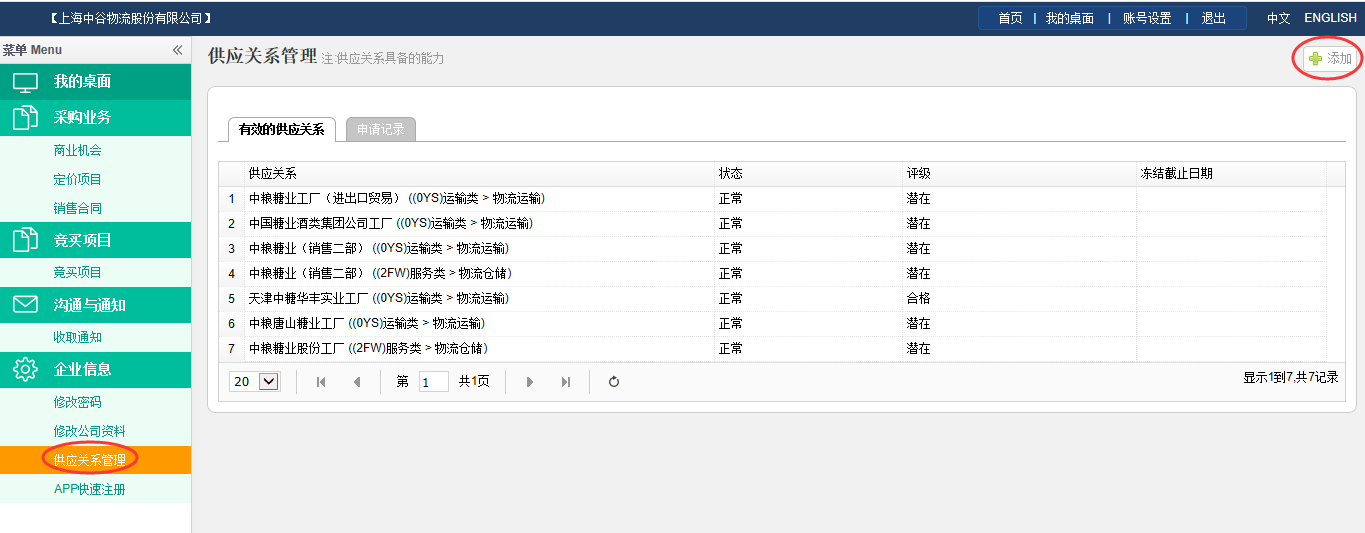 【上海中谷物流股份有限公司】
首页 | 我的桌面 | 账号设置 | 退出 中文 ENGLISH
菜单 Menu
我的桌面
采购业务
商业机会
定价项目
销售合同
竞买项目
竟买项目
沟通与通知
收取通知
企业信息
修改密码
修改公司资料
供应关系管理
APP快速注册
供应关系管理 注:供应关系具备的能力
添加
有效的供应关系 申请记录
供应关系 状态 评级 冻结截止日期
1 中粮糖业工厂（进出口贸易） ((0YS)运输类 > 物流运输) 正常 潜在
2 中国糖业酒类集团公司工厂 ((0YS)运输类 > 物流运输) 正常 潜在
3 中粮糖业（销售二部） ((0YS)运输类 > 物流运输) 正常 潜在
4 中粮糖业（销售二部） ((2FW)服务类 > 物流仓储) 正常 潜在
5 天津中糖华丰实业工厂 ((0YS)运输类 > 物流运输) 正常 合格
6 中粮唐山糖业工厂 ((0YS)运输类 > 物流运输) 正常 潜在
7 中粮糖业股份工厂 ((2FW)服务类 > 物流仓储) 正常 潜在
20 第 1 共1页 显示1到7,共7记录